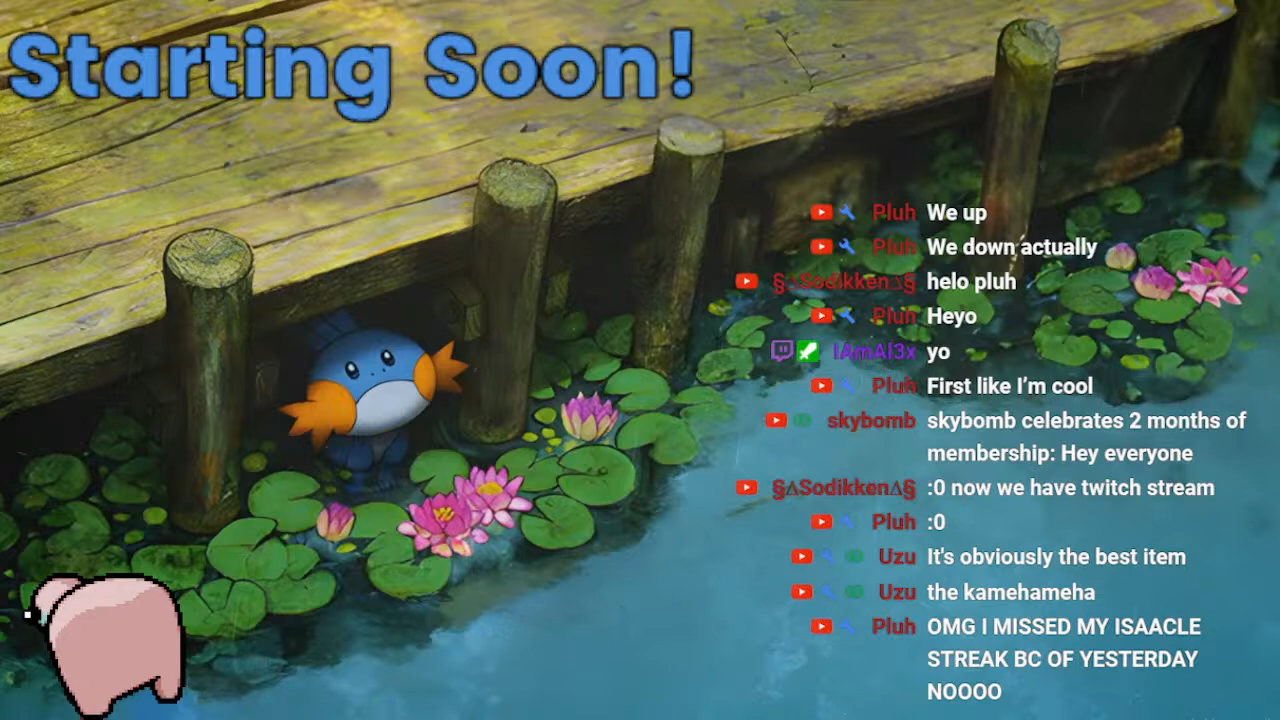 Starting Soon!
Pluh We up
Pluh We down actually
§∆Sodikken∆§ helo pluh
Pluh Heyo
IAmAl3x yo
Pluh First like I'm cool
skybomb skybomb celebrates 2 months of
membership: Hey everyone
§∆Sodikken∆§ :0 now we have twitch stream
Pluh :0
Uzu It's obviously the best item
Uzu the kamehameha
Pluh OMG I MISSED MY ISAACLE
STREAK BC OF YESTERDAY
NOOOO